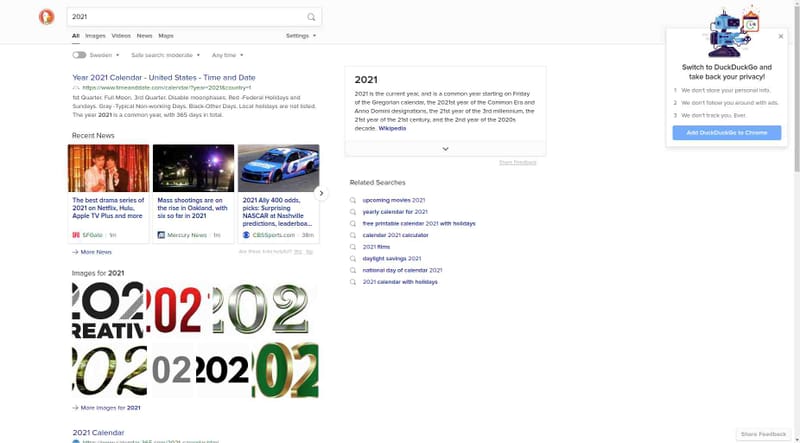 2021
All Images Videos News Maps Settings
Sweden Safe search: moderate Any time
Year 2021 Calendar - United States - Time and Date
https://www.timeanddate.com/calendar/?year=2021&country=1
1st Quarter. Full Moon. 3rd Quarter. Disable moonphases. Red -Federal Holidays and
Sundays. Gray -Typical Non-working Days. Black-Other Days. Local holidays are not listed.
The year 2021 is a common year, with 365 days in total.
Recent News
The best drama series of
2021 on Netflix, Hulu,
Apple TV Plus and more
SFGate 1m
Mass shootings are on
the rise in Oakland, with
six so far in 2021
Mercury News 1m
2021 Ally 400 odds,
picks: Surprising
NASCAR at Nashville
predictions, leaderboa...
CBSSports.com 38m
More News
Are these links helpful? Yes No
Images for 2021
202
REATIV
202
202
202
02
202
02
More Images for 2021
2021 Calendar
2021
2021 is the current year, and is a common year starting on Friday
of the Gregorian calendar, the 2021st year of the Common Era and
Anno Domini designations, the 21st year of the 3rd millennium, the
21st year of the 21st century, and the 2nd year of the 2020s
decade. Wikipedia
Share Feedback
Related Searches
upcoming movies 2021
yearly calendar for 2021
free printable calendar 2021 with holidays
calendar 2021 calculator
2021 films
daylight savings 2021
national day of calendar 2021
2021 calendar with holidays
Switch to DuckDuckGo and
take back your privacy!
1 We don't store your personal info.
2 We don't follow you around with ads.
3 We don't track you. Ever.
Add DuckDuckGo to Chrome
Share Feedback